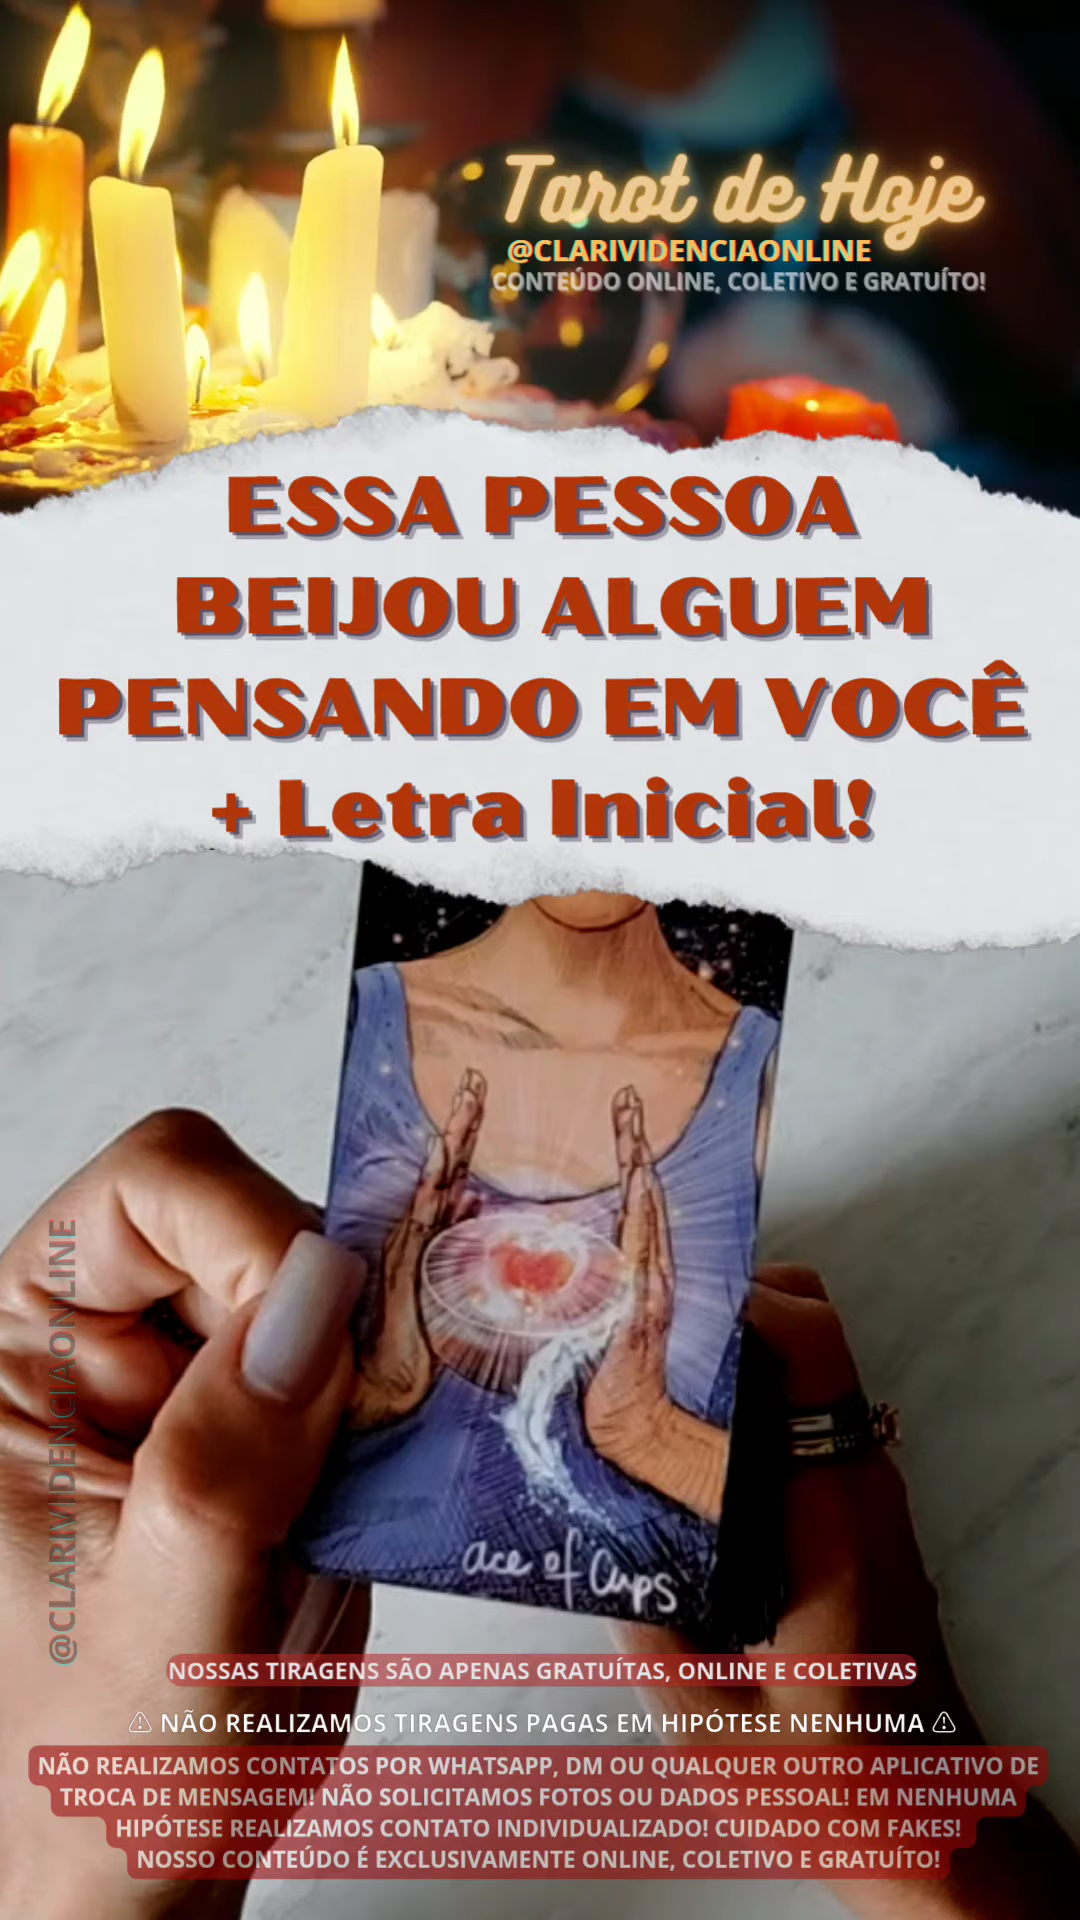 Tarot de Hoje
@CLARIVIDENCIAONLINE
CONTEÚDO ONLINE, COLETIVO E GRATUÍTO!
ESSA PESSOA
BEIJOU ALGUEM
PENSANDO EM VOCÊ
+ Letra Inicial!
@CLARIVIDENCIAONLINE
ace of Cups
NOSSAS TIRAGENS SÃO APENAS GRATUÍTAS, ONLINE E COLETIVAS
⚠ NÃO REALIZAMOS TIRAGENS PAGAS EM HIPÓTESE NENHUMA ⚠
NÃO REALIZAMOS CONTATOS POR WHATSAPP, DM OU QUALQUER OUTRO APLICATIVO DE
TROCA DE MENSAGEM! NÃO SOLICITAMOS FOTOS OU DADOS PESSOAL! EM NENHUMA
HIPÓTESE REALIZAMOS CONTATO INDIVIDUALIZADO! CUIDADO COM FAKES!
NOSSO CONTEÚDO É EXCLUSIVAMENTE ONLINE, COLETIVO E GRATUÍTO!